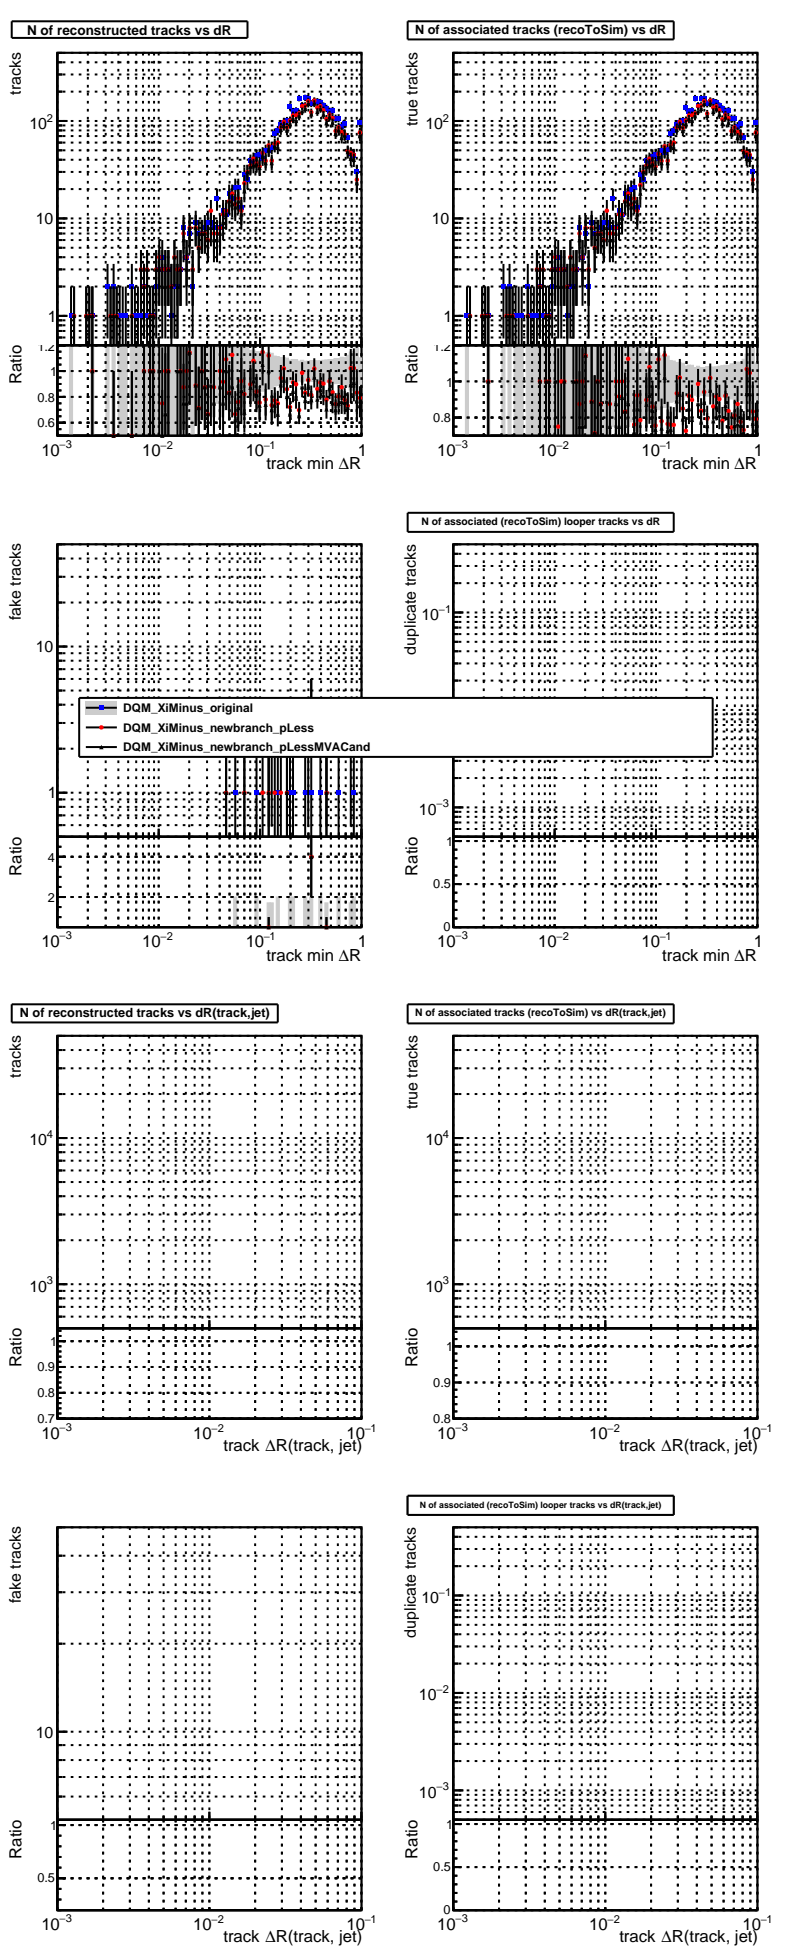 N of reconstructed tracks vs dR
tracks
10²
10
1
Ratio
1.2
1
0.8
0.6
10⁻³ 10⁻² 10⁻¹ 1
track min ΔR
N of associated tracks (recoToSim) vs dR
true tracks
10²
10
1
Ratio
1.2
1
0.8
10⁻³ 10⁻² 10⁻¹ 1
track min ΔR
fake tracks
10
1
Ratio
4
2
10⁻³ 10⁻² 10⁻¹ 1
track min ΔR
N of associated (recoToSim) looper tracks vs dR
duplicate tracks
10⁻¹
10⁻³
Ratio
1
0.5
0
10⁻³ 10⁻² 10⁻¹ 1
track min ΔR
DQM_XiMinus_original
DQM_XiMinus_newbranch_pLess
DQM_XiMinus_newbranch_pLessMVACand
N of reconstructed tracks vs dR(track,jet)
tracks
10⁴
10³
Ratio
1
0.9
0.8
0.7
10⁻³ 10⁻² 10⁻¹
track ΔR(track, jet)
N of associated tracks (recoToSim) vs dR(track,jet)
true tracks
10⁴
10³
Ratio
1
0.9
0.8
10⁻³ 10⁻² 10⁻¹
track ΔR(track, jet)
fake tracks
10
Ratio
1
0.5
10⁻³ 10⁻² 10⁻¹
track ΔR(track, jet)
N of associated (recoToSim) looper tracks vs dR(track,jet)
duplicate tracks
10⁻¹
10⁻²
10⁻³
Ratio
1
0.5
0
10⁻³ 10⁻² 10⁻¹
track ΔR(track, jet)